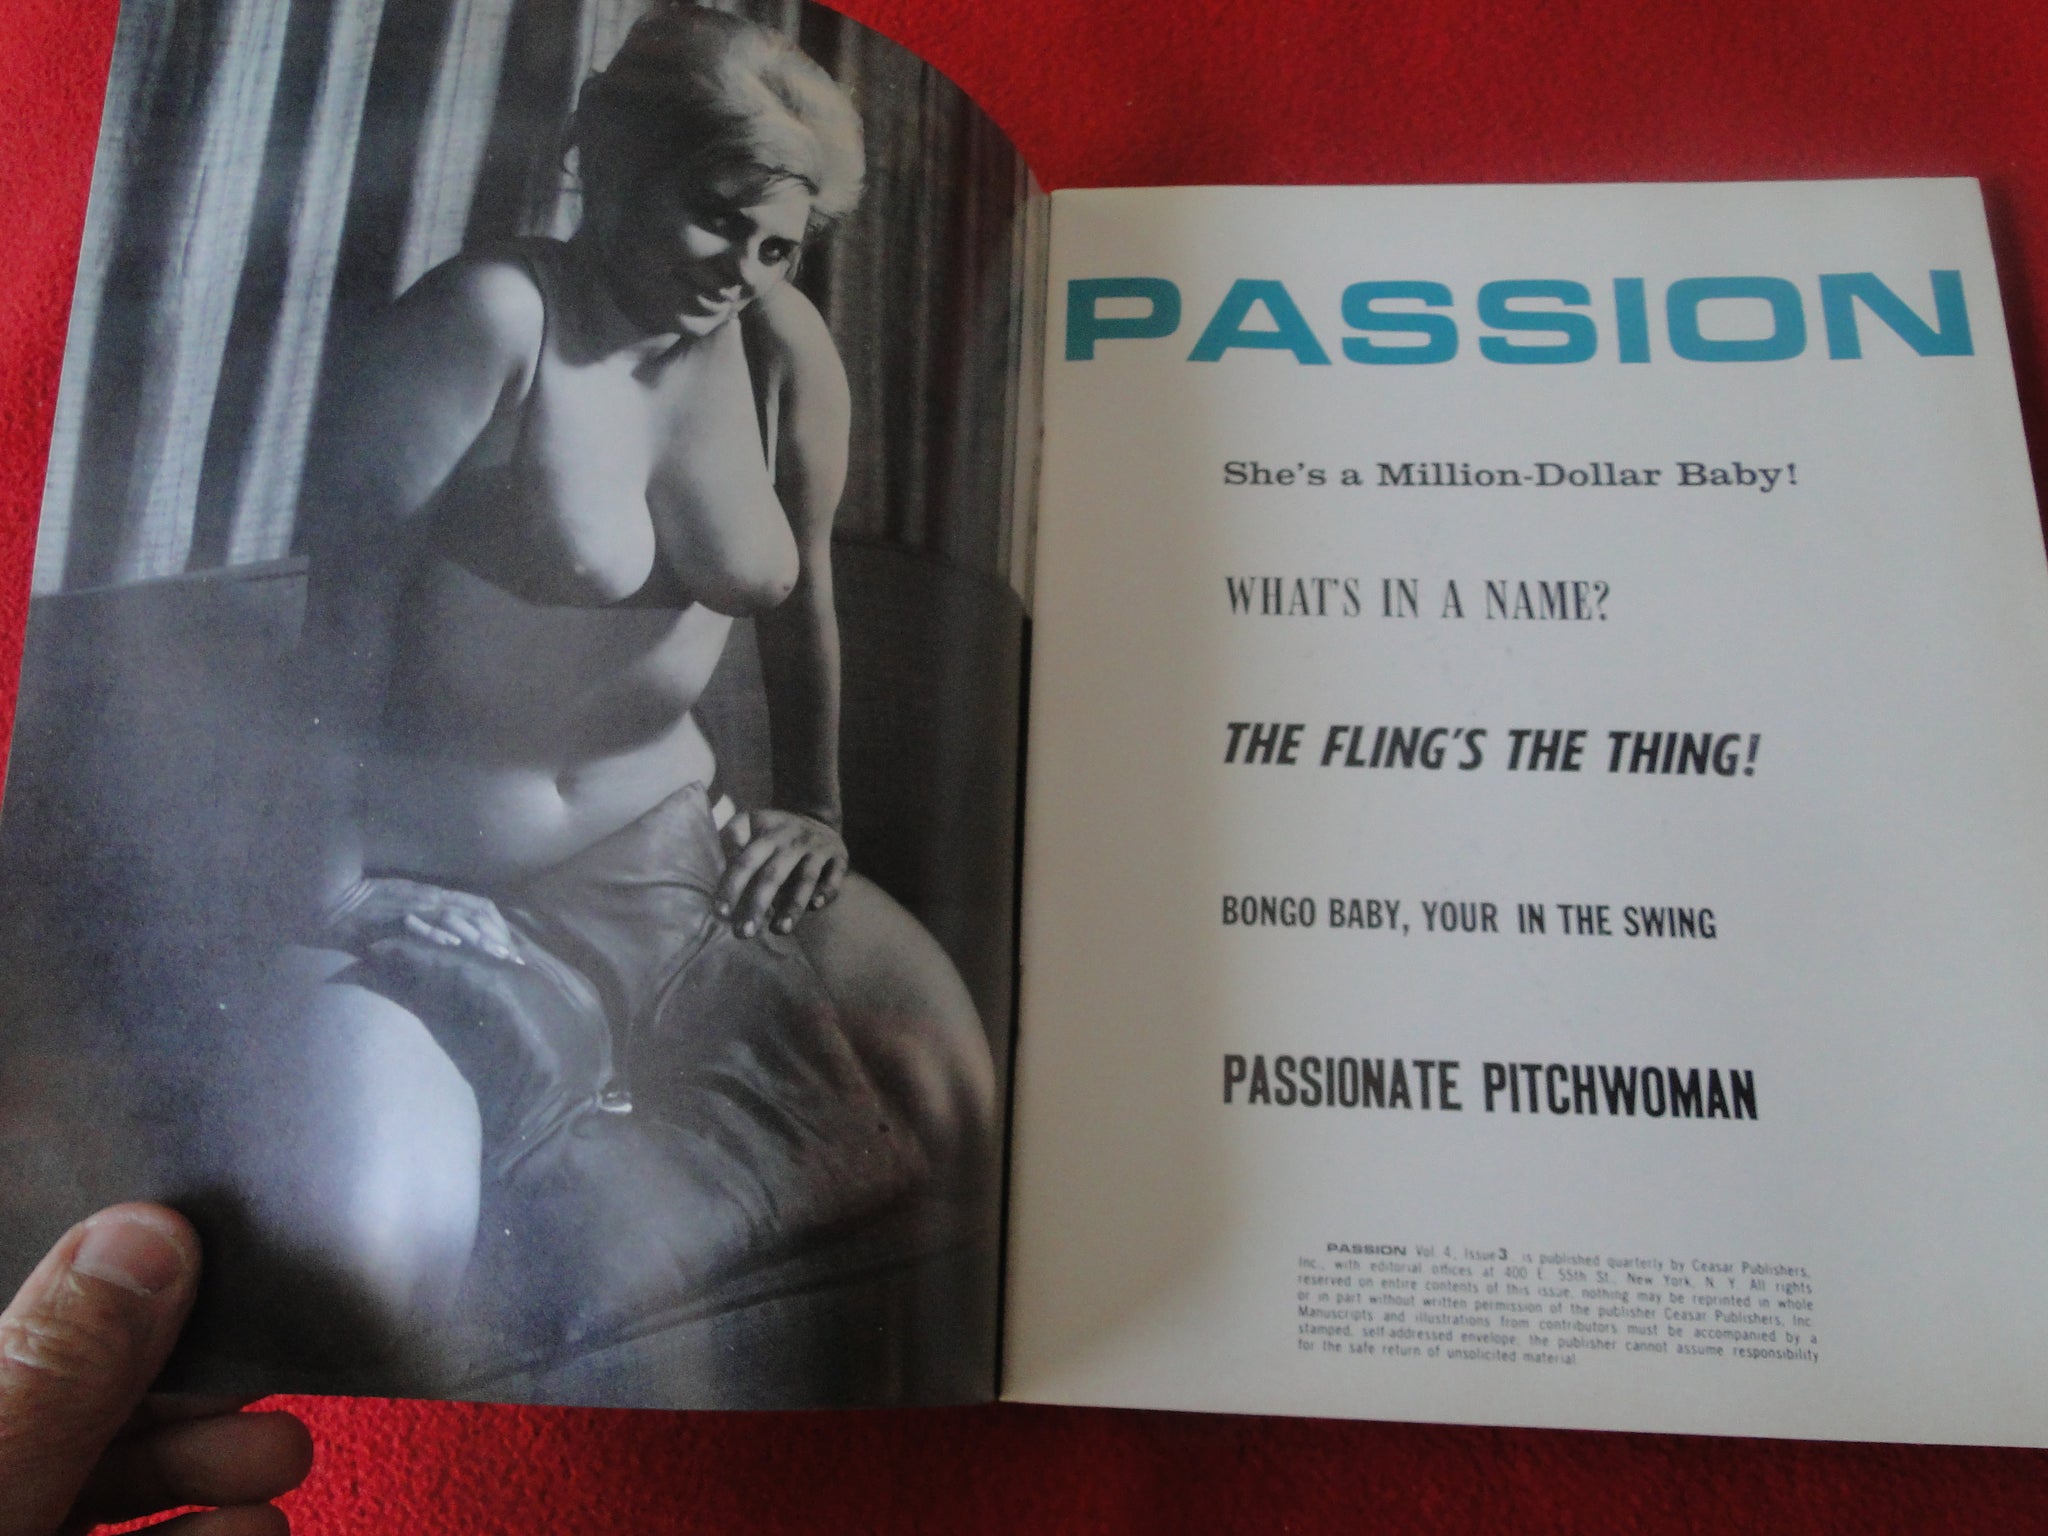 PASSION
She's a Million-Dollar Baby!
WHAT'S IN A NAME?
THE FLING'S THE THING!
BONGO BABY, YOUR IN THE SWING
PASSIONATE PITCHWOMAN
PASSION Vol. 4, Issue 3, is published quarterly by Ceasar Publishers,
Inc., with editorial offices at 400 E. 55th St., New York, N. Y. All rights
reserved on entire contents of this issue, nothing may be reprinted in whole
or in part without written permission of the publisher Ceasar Publishers, Inc.
Manuscripts and illustrations from contributors must be accompanied by a
stamped, self-addressed envelope, the publisher cannot assume responsibility
for the safe return of unsolicited material.